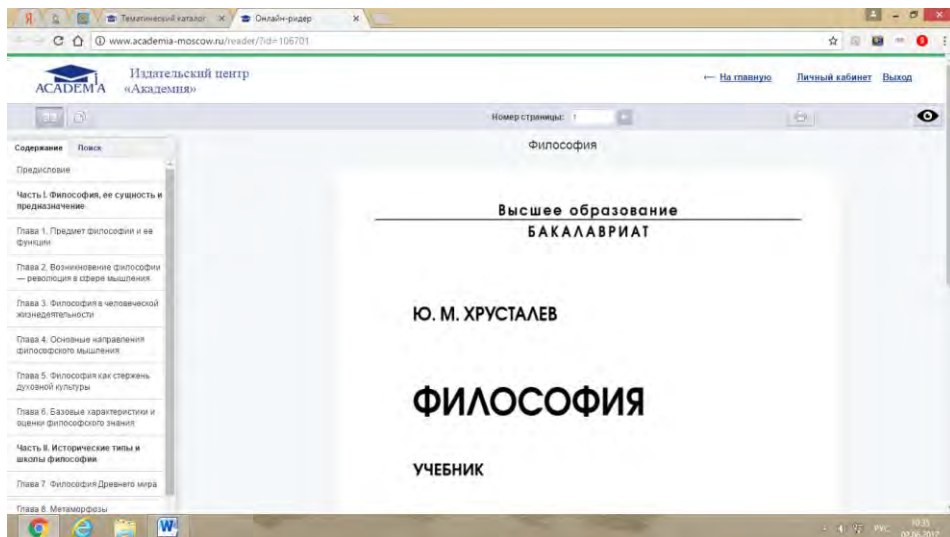 Я
Тематический каталог ×
Онлайн-ридер ×
www.academia-moscow.ru/reader/?id=106701
ACADEM'A
Издательский центр
«Академия»
← На главную
Личный кабинет
Выход
Номер страницы: 1
Содержание
Поиск
Философия
Предисловие
Часть I. Философия, ее сущность и
предназначение
Глава 1. Предмет философии и ее
функции
Глава 2. Возникновение философии
— революция в сфере мышления
Глава 3. Философия в человеческой
жизнедеятельности
Глава 4. Основные направления
философского мышления
Глава 5. Философия как стержень
духовной культуры
Глава 6. Базовые характеристики и
оценки философского знания
Часть II. Исторические типы и
школы философии
Глава 7. Философия Древнего мира
Глава 8. Метаморфозы
Высшее образование
БАКАЛАВРИАТ
Ю. М. ХРУСТАЛЕВ
ФИЛОСОФИЯ
УЧЕБНИК
РУС
10:35
02.06.2017